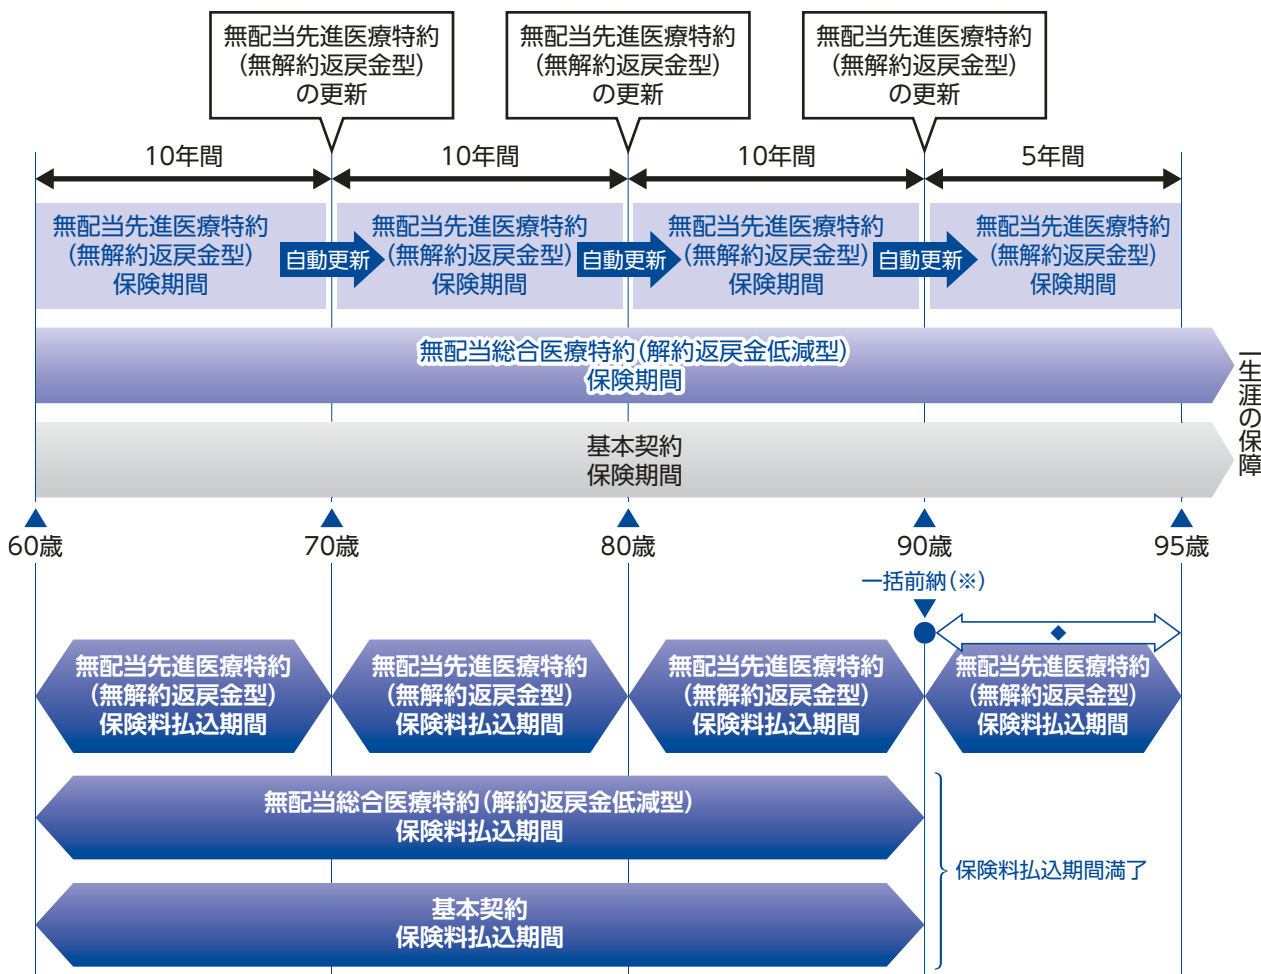 無配当先進医療特約
(無解約返戻金型)
の更新
無配当先進医療特約
(無解約返戻金型)
の更新
無配当先進医療特約
(無解約返戻金型)
の更新
10年間
10年間
10年間
5年間
無配当先進医療特約
(無解約返戻金型)
保険期間
自動更新
無配当先進医療特約
(無解約返戻金型)
保険期間
自動更新
無配当先進医療特約
(無解約返戻金型)
保険期間
自動更新
無配当先進医療特約
(無解約返戻金型)
保険期間
無配当総合医療特約(解約返戻金低減型)
保険期間
基本契約
保険期間
一生涯の保障
60歳
70歳
80歳
90歳
95歳
一括前納(※)
無配当先進医療特約
(無解約返戻金型)
保険料払込期間
無配当先進医療特約
(無解約返戻金型)
保険料払込期間
無配当先進医療特約
(無解約返戻金型)
保険料払込期間
無配当先進医療特約
(無解約返戻金型)
保険料払込期間
無配当総合医療特約(解約返戻金低減型)
保険料払込期間
基本契約
保険料払込期間
保険料払込期間満了